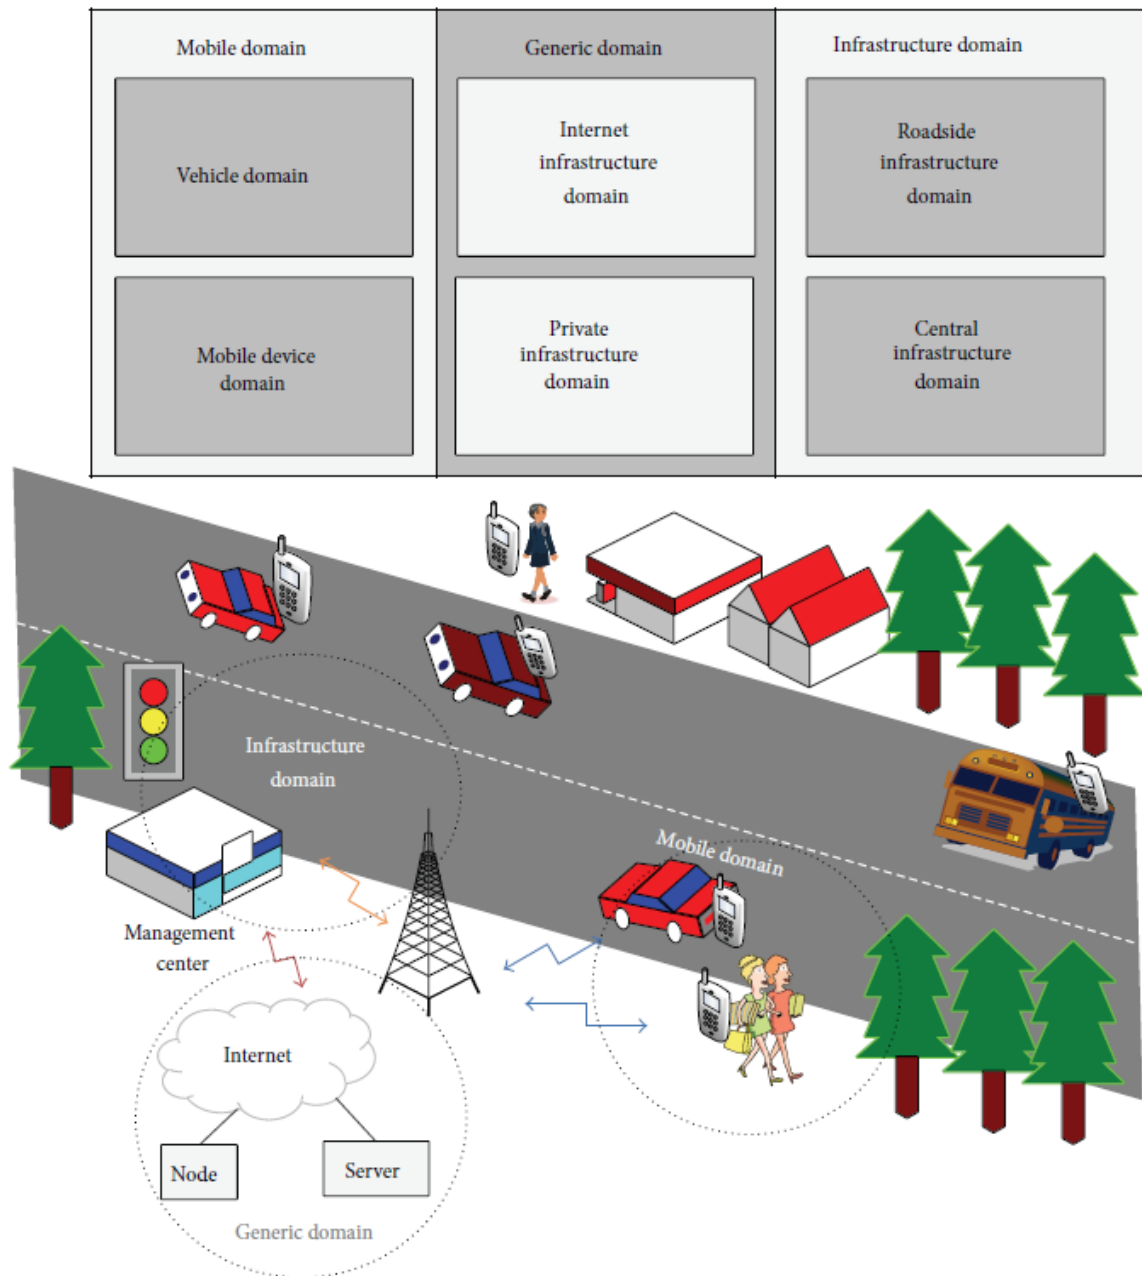 Mobile domain
Generic domain
Infrastructure domain
Vehicle domain
Internet
infrastructure
domain
Roadside
infrastructure
domain
Mobile device
domain
Private
infrastructure
domain
Central
infrastructure
domain
Infrastructure
domain
Mobile domain
Management
center
Internet
Node
Server
Generic domain